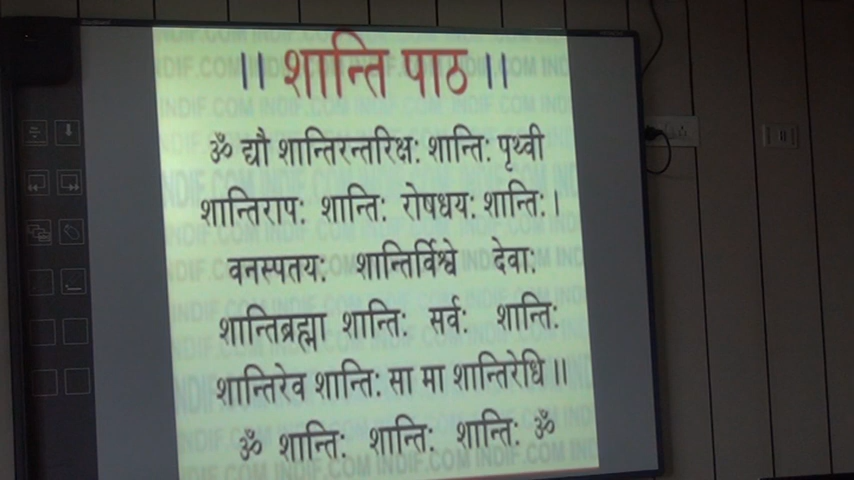 ।। शान्ति पाठ ।।
ॐ द्यौ शान्तिरन्तरिक्ष: शान्ति: पृथ्वी
शान्तिराप: शान्ति: रोषधय: शान्ति:।
वनस्पतय: शान्तिर्विश्वे देवा:
शान्तिब्रह्मा शान्ति: सर्व: शान्ति:
शान्तिरेव शान्ति: सा मा शान्तिरेधि ॥
ॐ शान्ति: शान्ति: शान्ति: ॐ